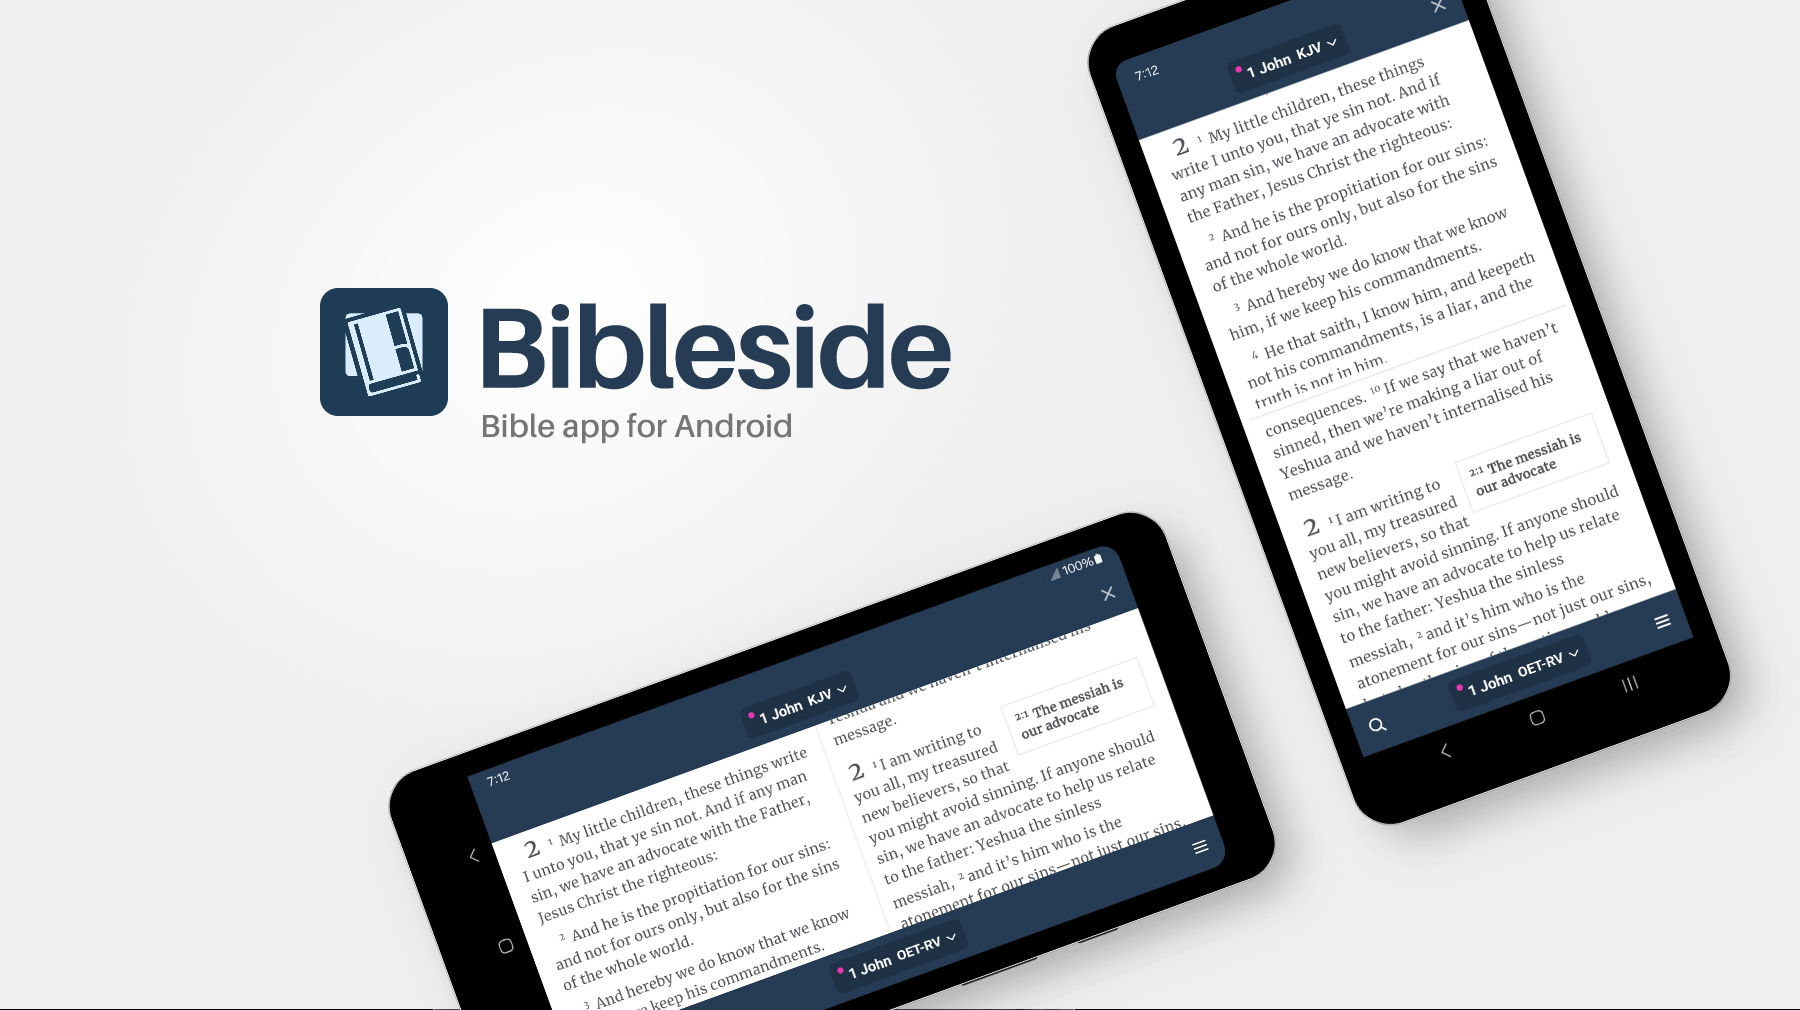 Bibleside
Bible app for Android
7:12
1 John KJV
2 1 My little children, these things
write I unto you, that ye sin not. And if
any man sin, we have an advocate with
the Father, Jesus Christ the righteous:
2 And he is the propitiation for our sins:
and not for ours only, but also for the sins
of the whole world.
3 And hereby we do know that we know
him, if we keep his commandments.
4 He that saith, I know him, and keepeth
not his commandments, is a liar, and the
truth is not in him.
consequences. 10 If we say that we haven't
sinned, then we're making a liar out of
Yeshua and we haven't internalised his
message.
2:1 The messiah is
our advocate
2 1 I am writing to
you all, my treasured
new believers, so that
you might avoid sinning. If anyone should
sin, we have an advocate to help us relate
to the father: Yeshua the sinless
messiah, 2 and it's him who is the
atonement for our sins—not just our sins,
1 John OET-RV
7:12
100%
1 John KJV
2 1 My little children, these things write
I unto you, that ye sin not. And if any man
sin, we have an advocate with the Father,
Jesus Christ the righteous:
2 And he is the propitiation for our sins:
and not for ours only, but also for the sins
of the whole world.
3 And hereby we do know that we know
keep his commandments.
Yeshua and we haven't internalised his
message.
2:1 The messiah is
our advocate
2 1 I am writing to
you all, my treasured
new believers, so that
you might avoid sinning. If anyone should
sin, we have an advocate to help us relate
to the father: Yeshua the sinless
messiah, 2 and it's him who is the
atonement for our sins—not just our sins,
1 John OET-RV